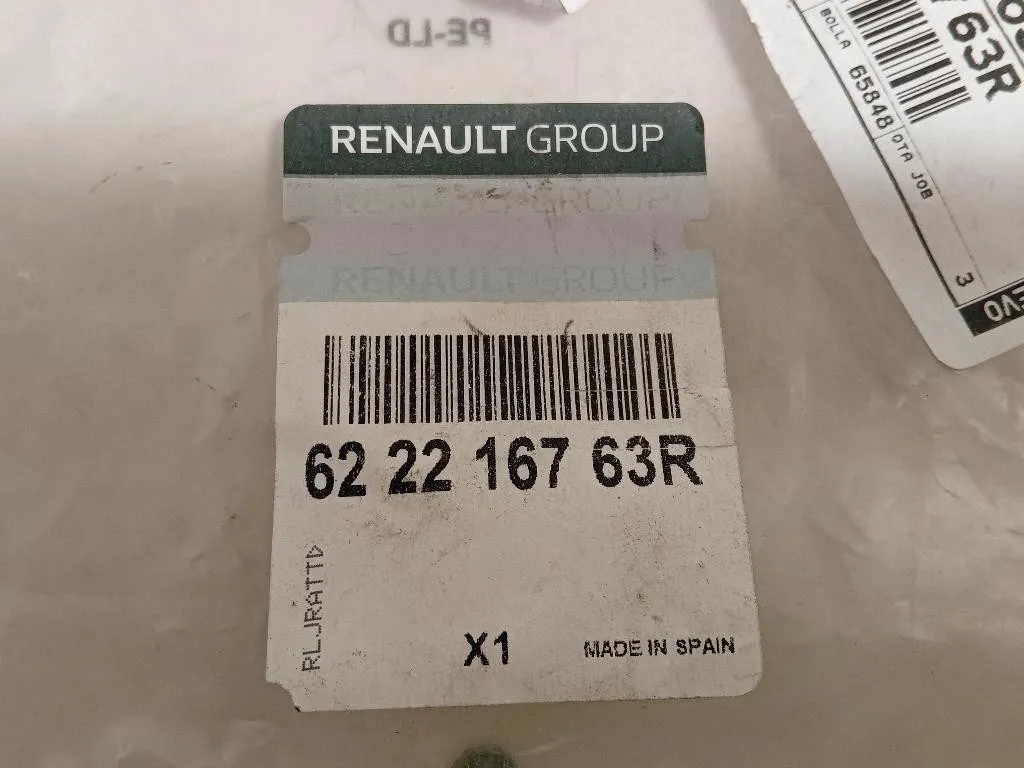 PE-LD
RENAULT GROUP
RENAULT GROUP
RENAULT GROUP
62 22 167 63R
RLJRATTD
X1
MADE IN SPAIN
63R
BOLLA 65848 QTA JOB 3
EVO